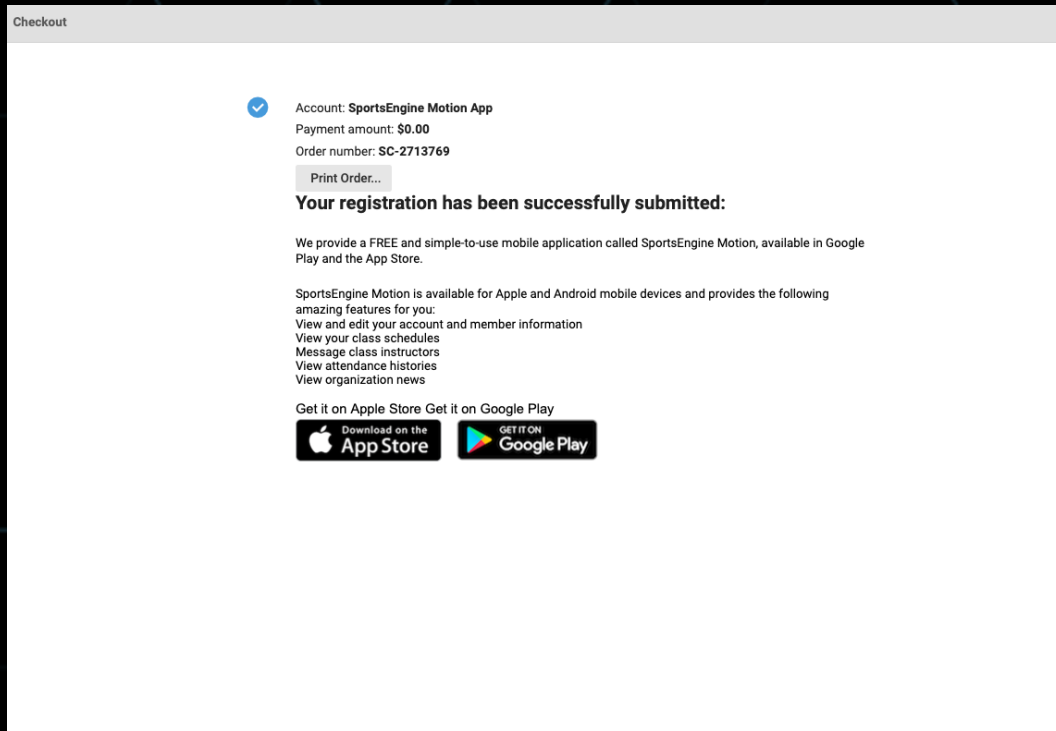 Checkout
Account: SportsEngine Motion App
Payment amount: $0.00
Order number: SC-2713769
Print Order...
Your registration has been successfully submitted:
We provide a FREE and simple-to-use mobile application called SportsEngine Motion, available in Google
Play and the App Store.
SportsEngine Motion is available for Apple and Android mobile devices and provides the following
amazing features for you:
View and edit your account and member information
View your class schedules
Message class instructors
View attendance histories
View organization news
Get it on Apple Store Get it on Google Play
Download on the
App Store
GET IT ON
Google Play